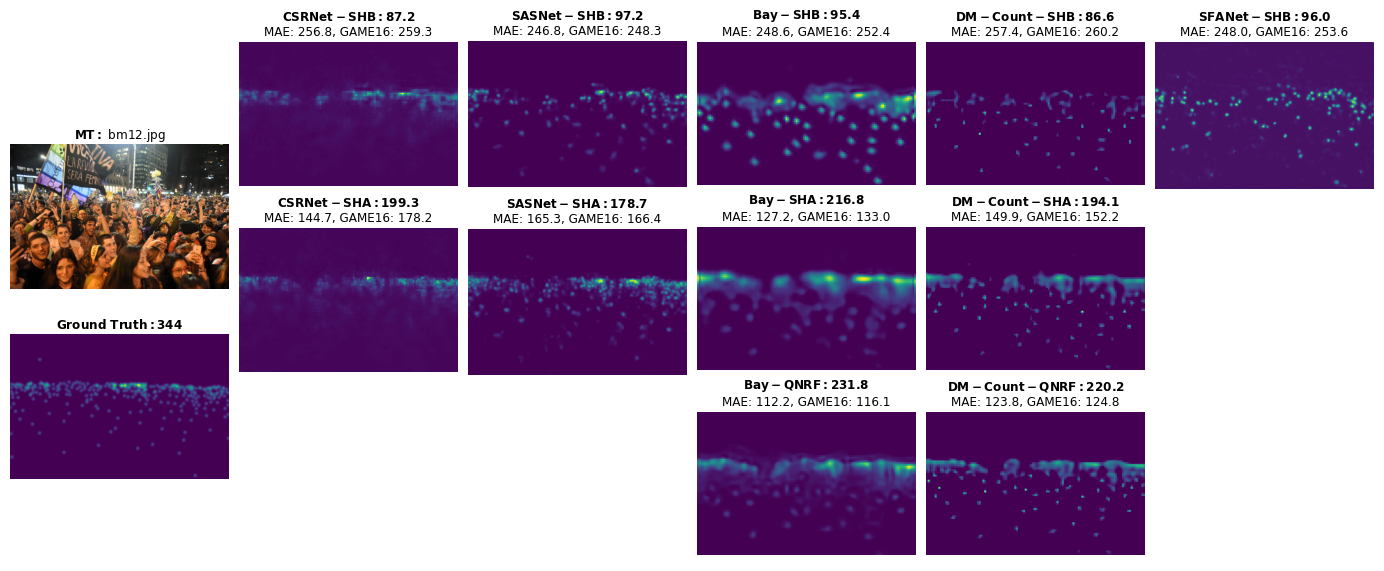 CSRNet − SHB : 87.2
MAE: 256.8, GAME16: 259.3
SASNet − SHB : 97.2
MAE: 246.8, GAME16: 248.3
Bay − SHB : 95.4
MAE: 248.6, GAME16: 252.4
DM − Count − SHB : 86.6
MAE: 257.4, GAME16: 260.2
SFANet − SHB : 96.0
MAE: 248.0, GAME16: 253.6
MT : bm12.jpg
CSRNet − SHA : 199.3
MAE: 144.7, GAME16: 178.2
SASNet − SHA : 178.7
MAE: 165.3, GAME16: 166.4
Bay − SHA : 216.8
MAE: 127.2, GAME16: 133.0
DM − Count − SHA : 194.1
MAE: 149.9, GAME16: 152.2
Ground Truth : 344
Bay − QNRF : 231.8
MAE: 112.2, GAME16: 116.1
DM − Count − QNRF : 220.2
MAE: 123.8, GAME16: 124.8